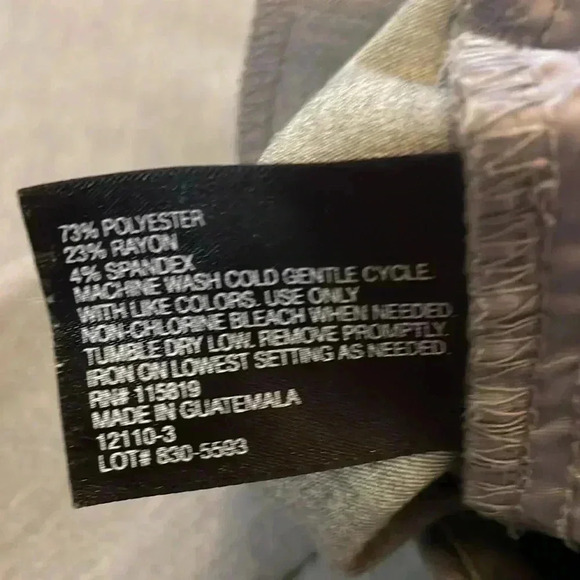 73% POLYESTER
23% RAYON
4% SPANDEX
MACHINE WASH COLD GENTLE CYCLE.
WITH LIKE COLORS. USE ONLY
NON-CHLORINE BLEACH WHEN NEEDED.
TUMBLE DRY LOW. REMOVE PROMPTLY.
IRON ON LOWEST SETTING AS NEEDED.
RN# 115819
MADE IN GUATEMALA
12110-3
LOT# 830-5593